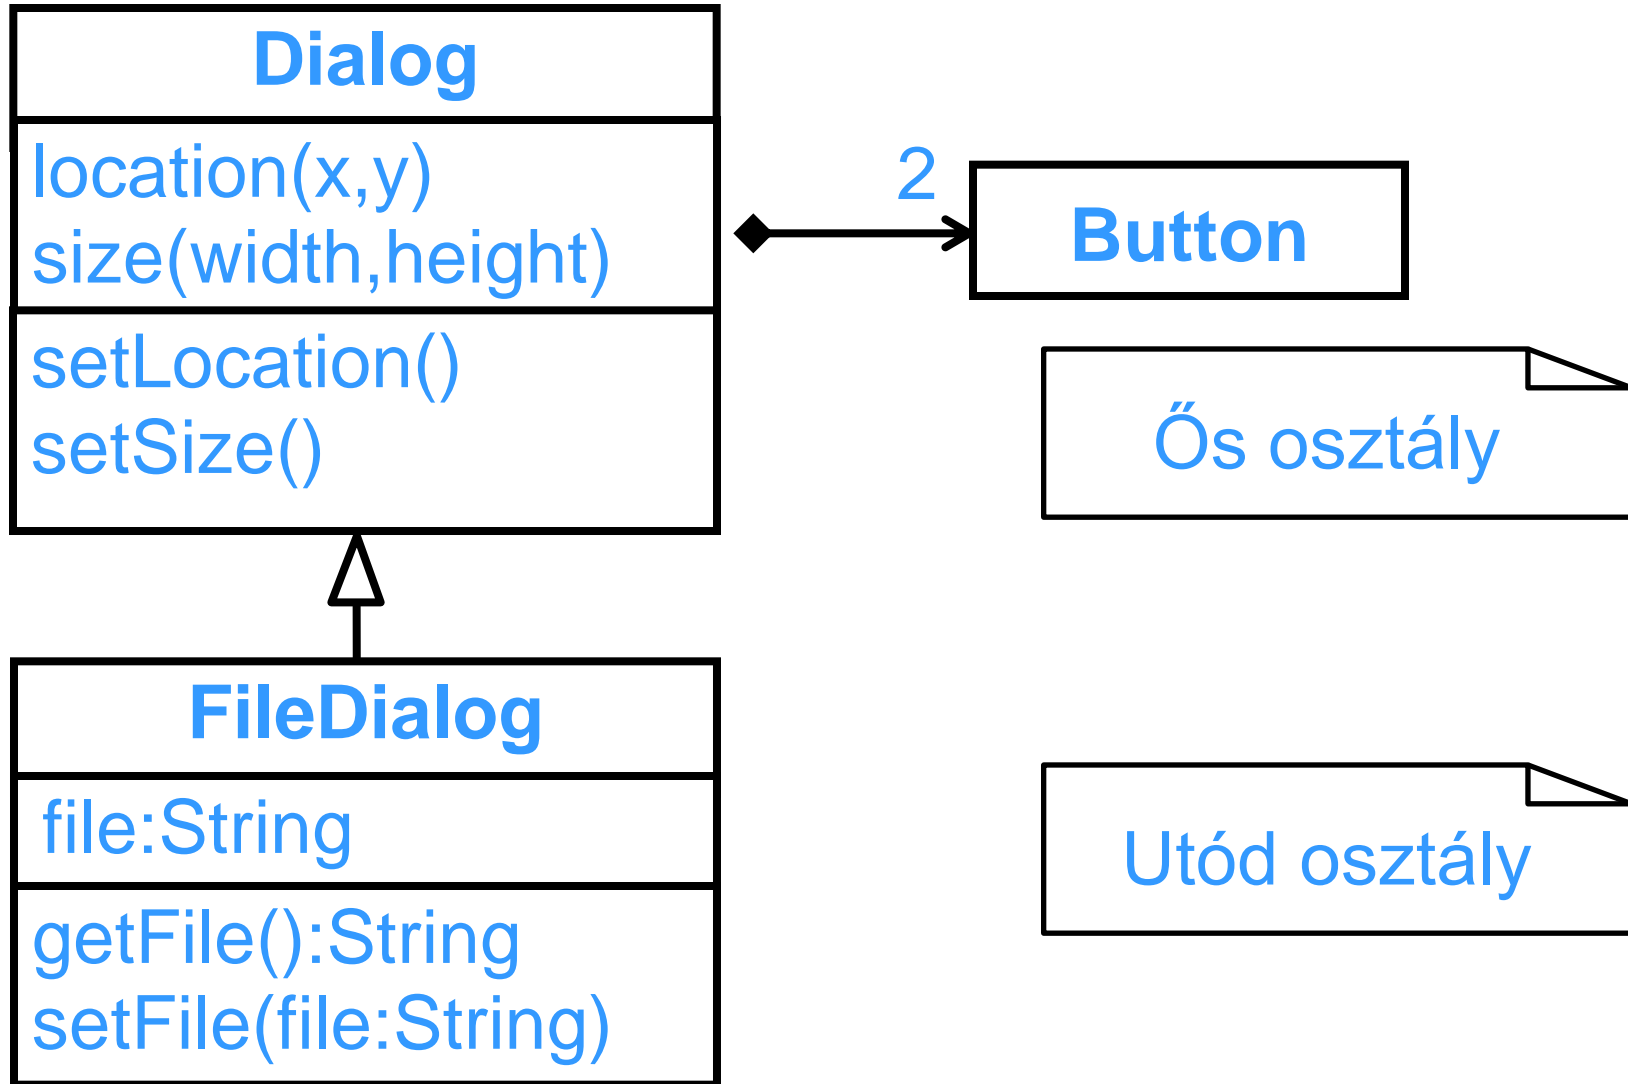 Dialog
location(x,y)
size(width,height)
setLocation()
setSize()
2
Button
Ős osztály
FileDialog
file:String
getFile():String
setFile(file:String)
Utód osztály